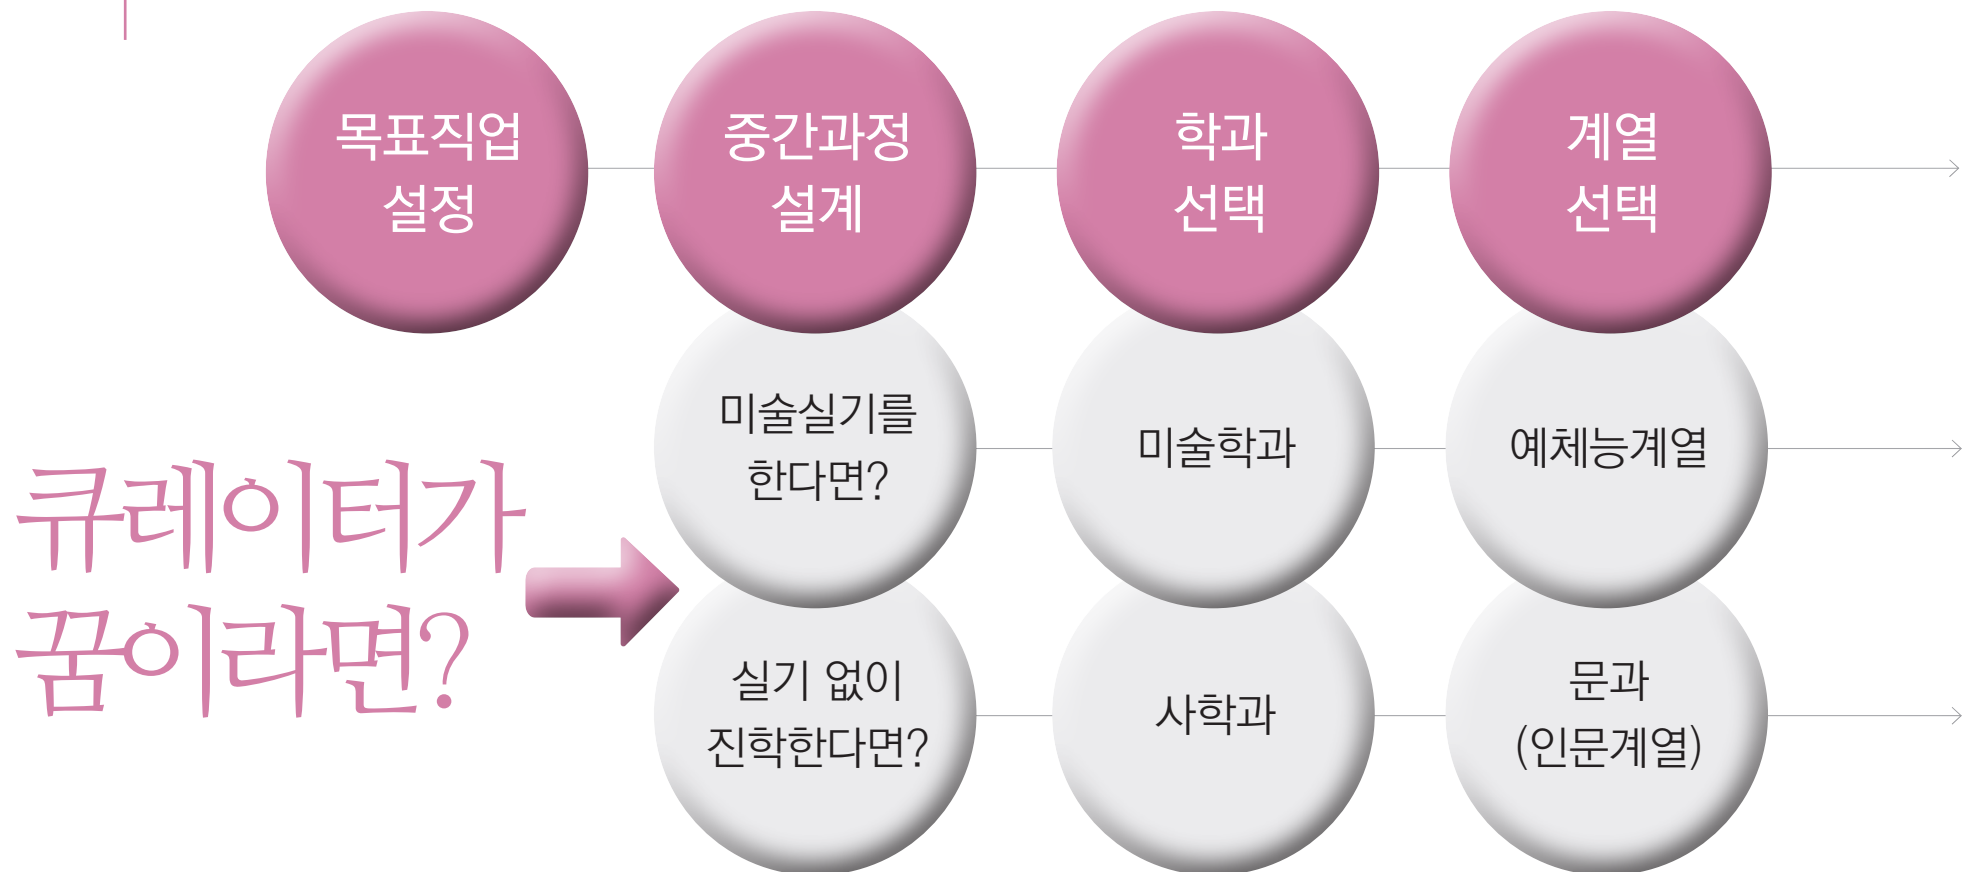 목표직업
설정
중간과정
설계
학과
선택
계열
선택
큐레이터가
꿈이라면?
미술실기를
한다면?
미술학과
예체능계열
실기 없이
진학한다면?
사학과
문과
(인문계열)